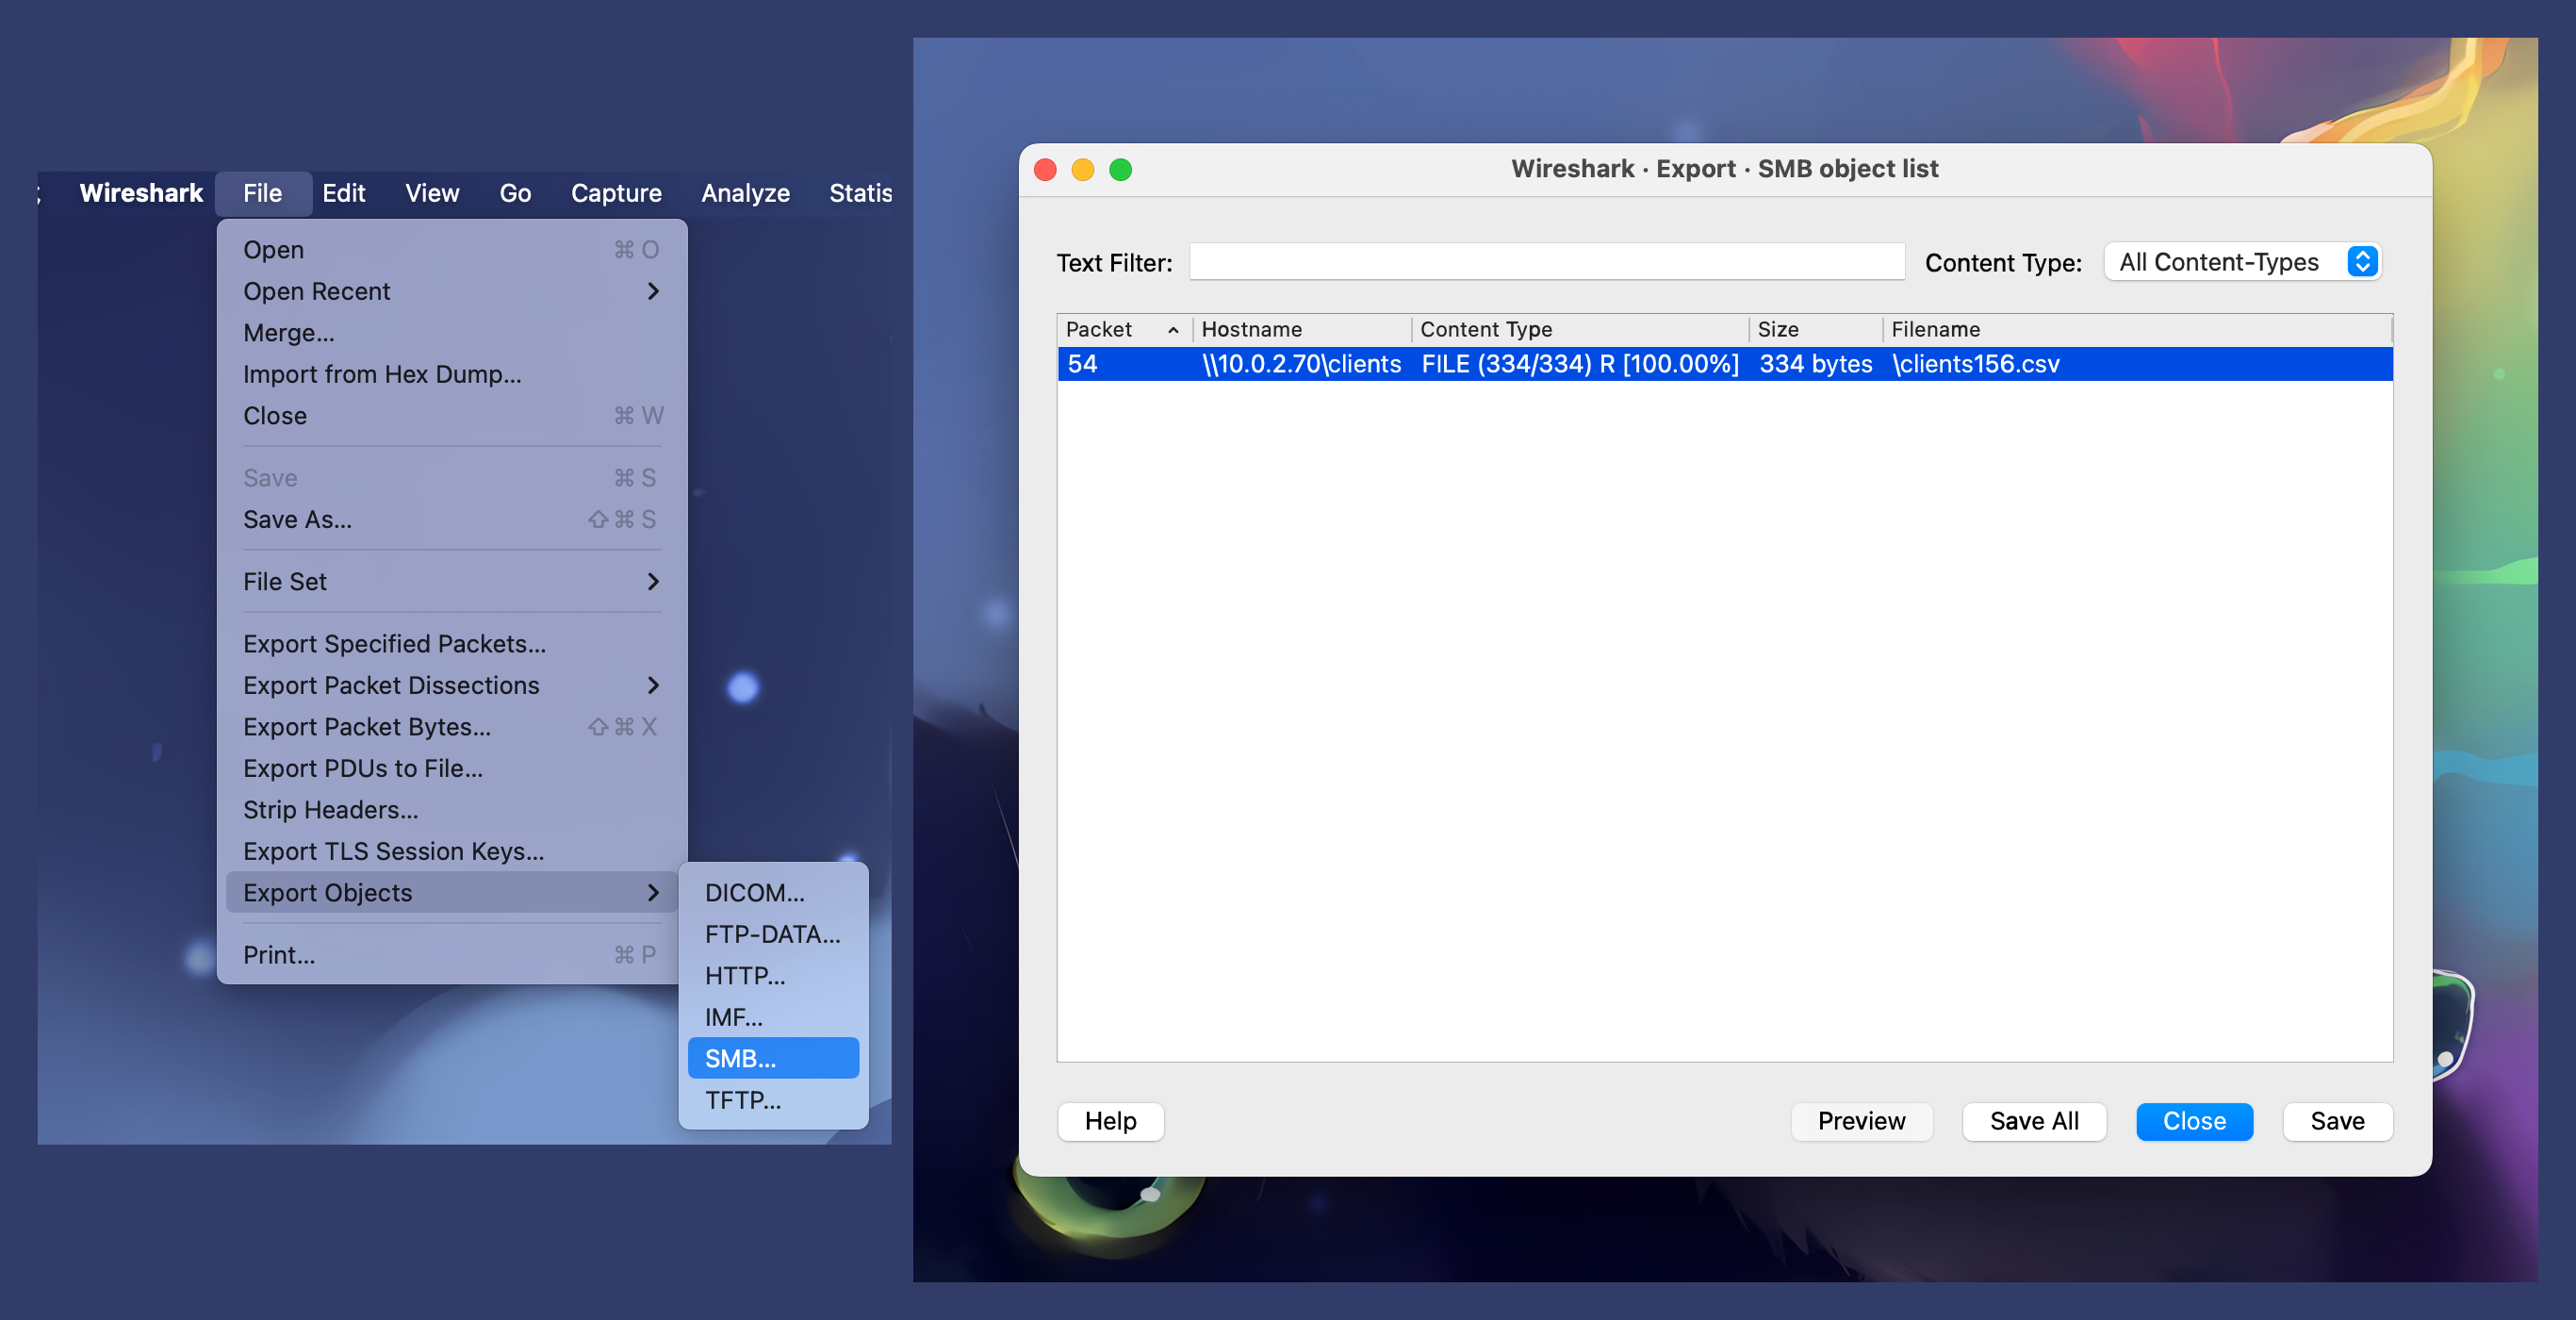 Wireshark File Edit View Go Capture Analyze Statis
Open ⌘ O
Open Recent
Merge...
Import from Hex Dump...
Close ⌘ W
Save ⌘ S
Save As... ⇧ ⌘ S
File Set
Export Specified Packets...
Export Packet Dissections
Export Packet Bytes... ⇧ ⌘ X
Export PDUs to File...
Strip Headers...
Export TLS Session Keys...
Export Objects
Print... ⌘ P
DICOM...
FTP-DATA...
HTTP...
IMF...
SMB...
TFTP...
Wireshark · Export · SMB object list
Text Filter: Content Type: All Content-Types
Packet Hostname Content Type Size Filename
54 \\10.0.2.70\clients FILE (334/334) R [100.00%] 334 bytes \clients156.csv
Help Preview Save All Close Save